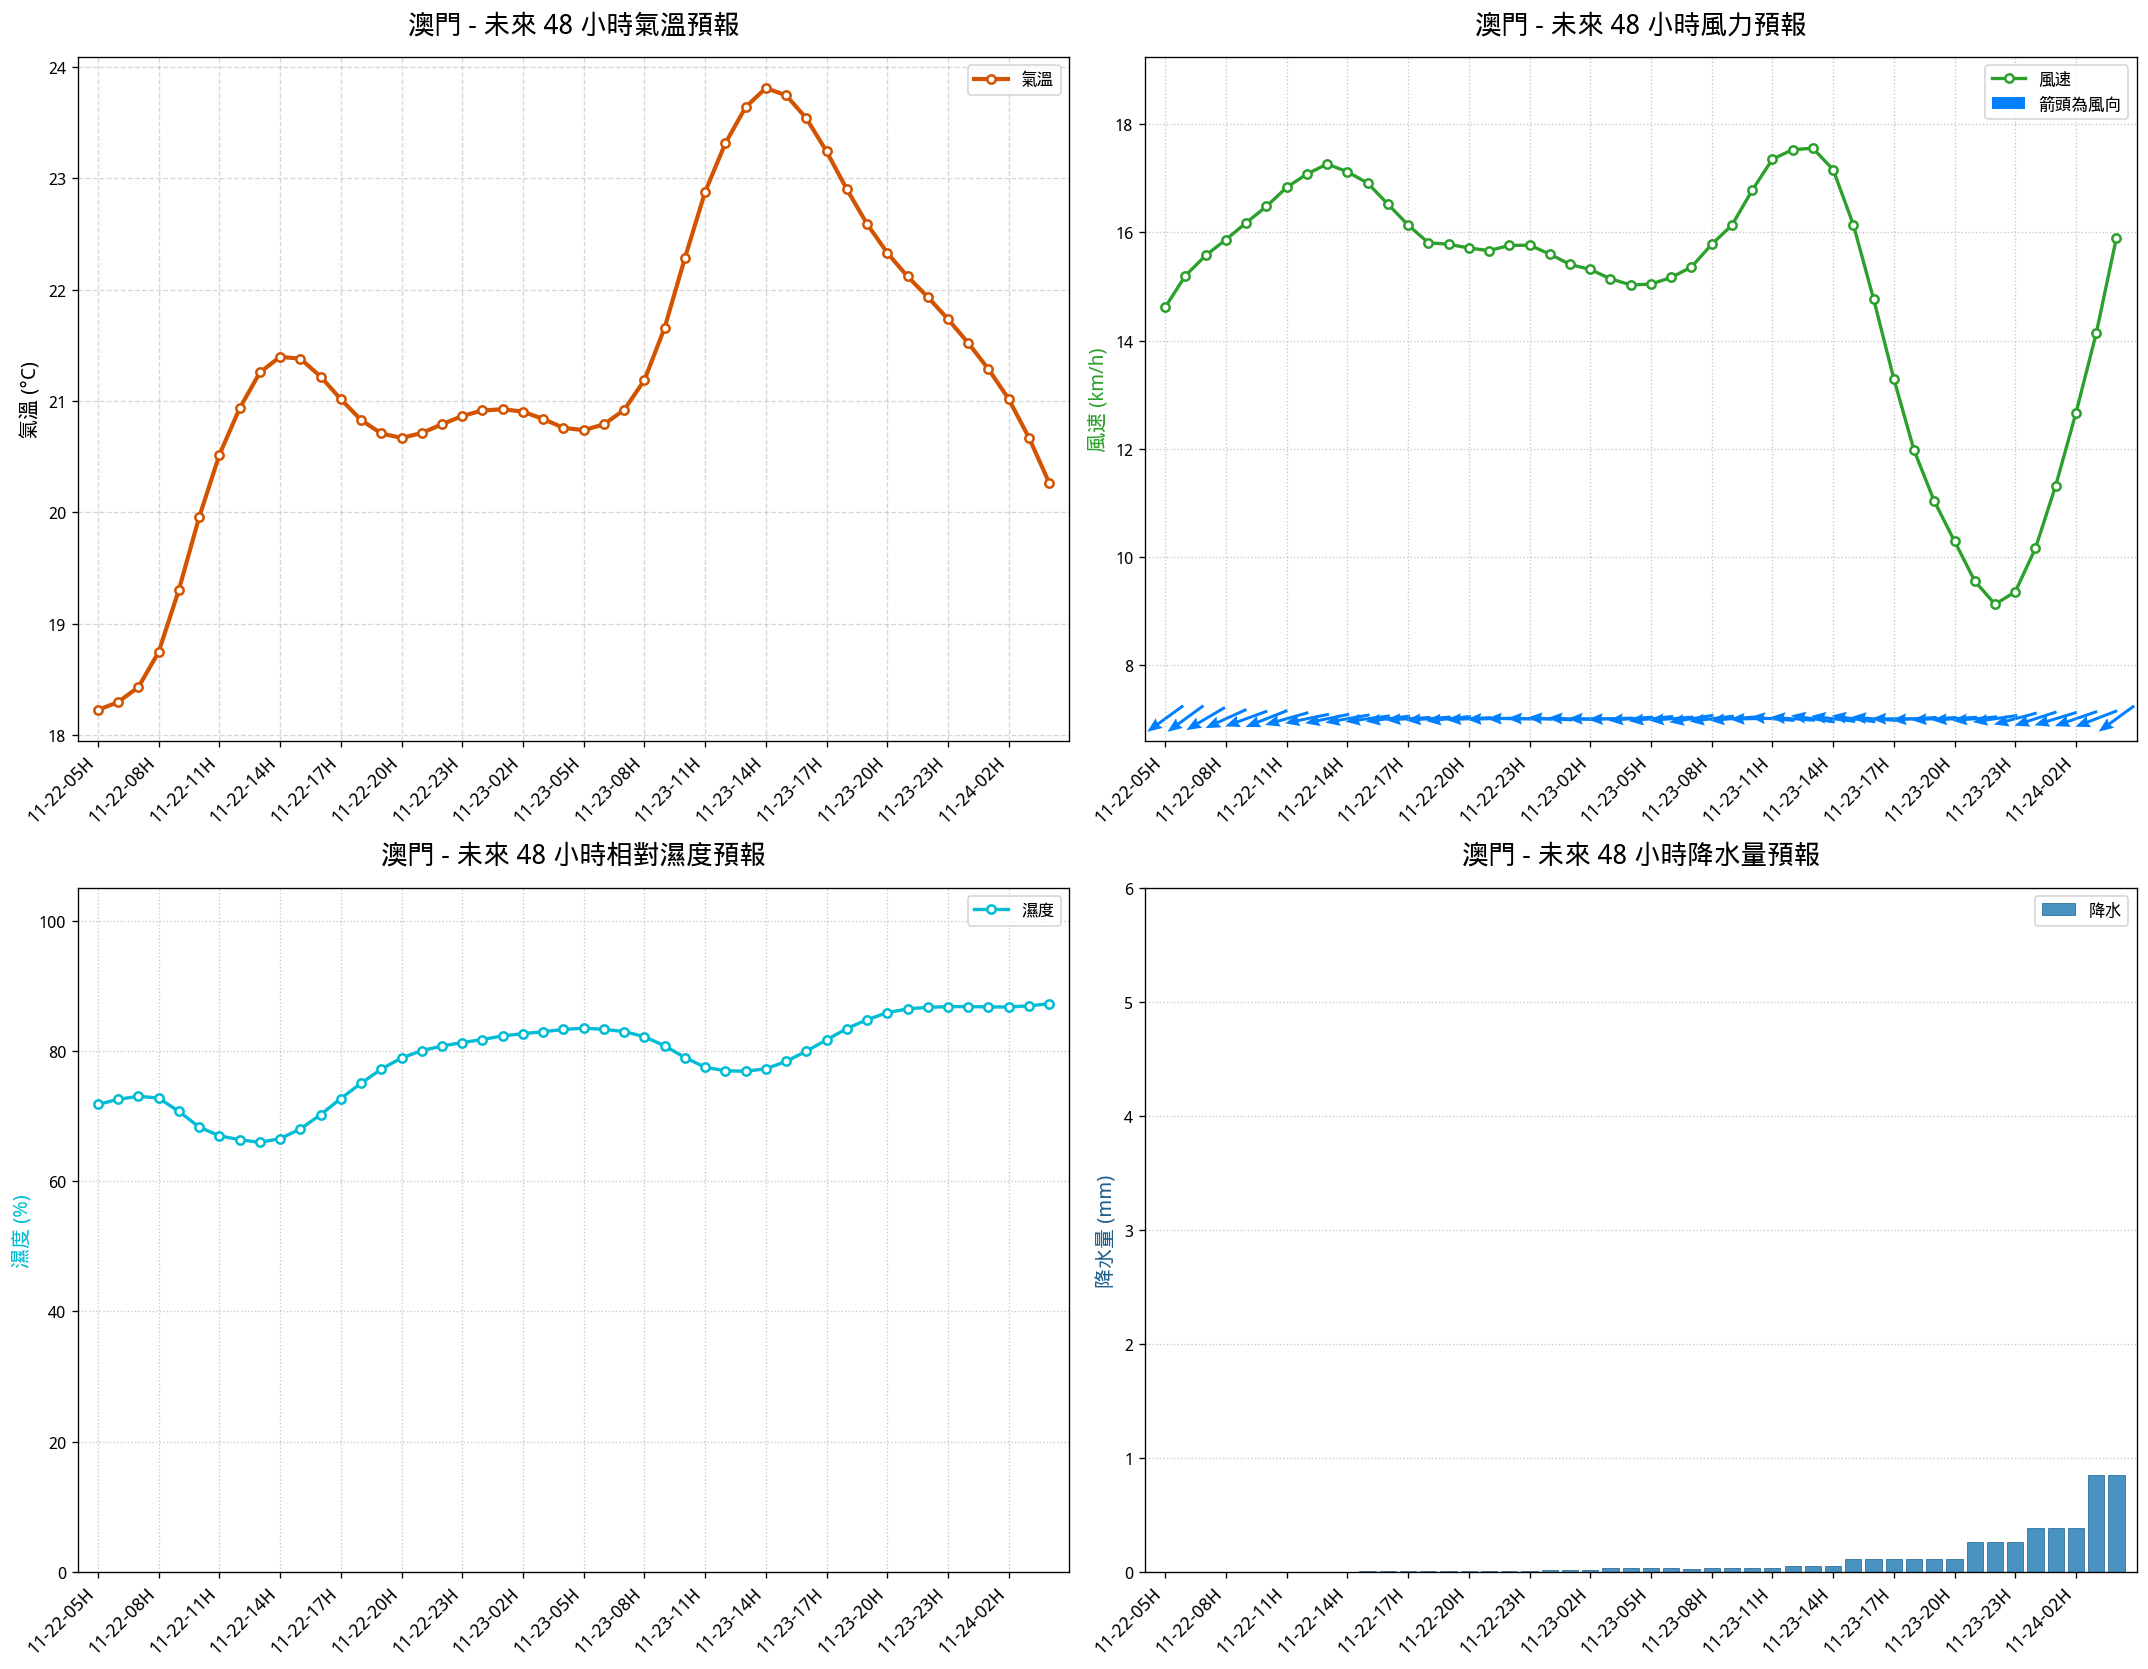 澳門 - 未來 48 小時氣溫預報
氣溫
氣溫 (°C)
24
23
22
21
20
19
18
11-22-05H
11-22-08H
11-22-11H
11-22-14H
11-22-17H
11-22-20H
11-22-23H
11-23-02H
11-23-05H
11-23-08H
11-23-11H
11-23-14H
11-23-17H
11-23-20H
11-23-23H
11-24-02H
澳門 - 未來 48 小時風力預報
風速
箭頭為風向
風速 (km/h)
18
16
14
12
10
8
11-22-05H
11-22-08H
11-22-11H
11-22-14H
11-22-17H
11-22-20H
11-22-23H
11-23-02H
11-23-05H
11-23-08H
11-23-11H
11-23-14H
11-23-17H
11-23-20H
11-23-23H
11-24-02H
澳門 - 未來 48 小時相對濕度預報
濕度
濕度 (%)
100
80
60
40
20
0
11-22-05H
11-22-08H
11-22-11H
11-22-14H
11-22-17H
11-22-20H
11-22-23H
11-23-02H
11-23-05H
11-23-08H
11-23-11H
11-23-14H
11-23-17H
11-23-20H
11-23-23H
11-24-02H
澳門 - 未來 48 小時降水量預報
降水
降水量 (mm)
6
5
4
3
2
1
0
11-22-05H
11-22-08H
11-22-11H
11-22-14H
11-22-17H
11-22-20H
11-22-23H
11-23-02H
11-23-05H
11-23-08H
11-23-11H
11-23-14H
11-23-17H
11-23-20H
11-23-23H
11-24-02H